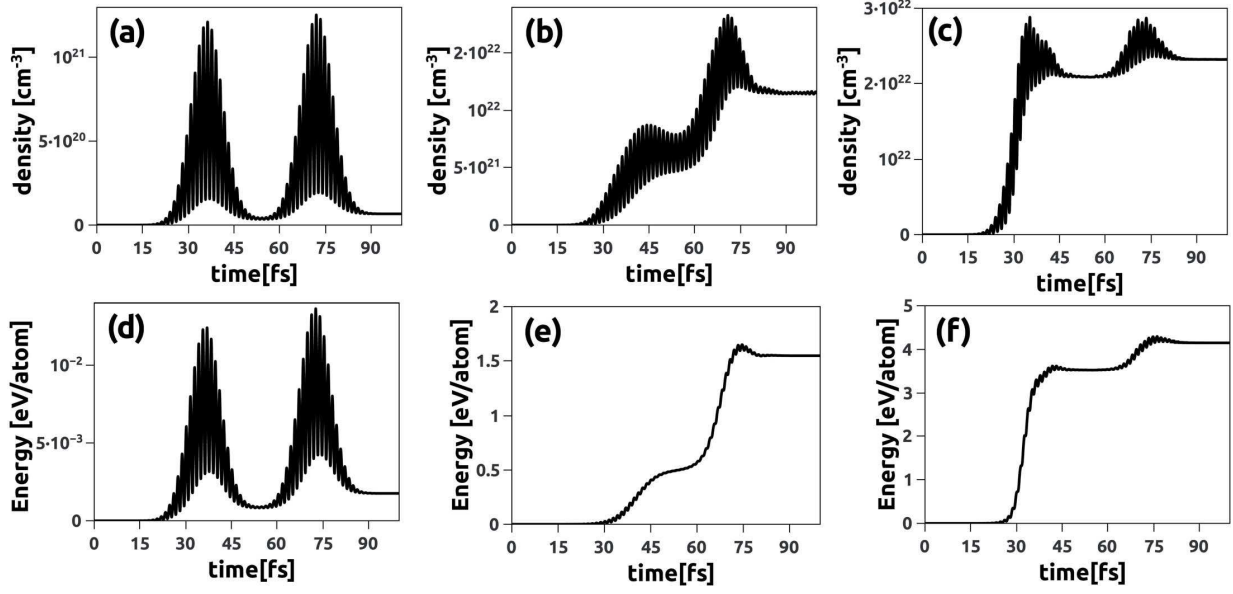 (a)
density [cm⁻³]
10²¹
5·10²⁰
0
0 15 30 45 60 75 90
time[fs]
(b)
density [cm⁻³]
2·10²²
10²²
5·10²¹
0
0 15 30 45 60 75 90
time[fs]
(c)
density [cm⁻³]
3·10²²
2·10²²
10²²
0
0 15 30 45 60 75 90
time[fs]
(d)
Energy [eV/atom]
10⁻²
5·10⁻³
0
0 15 30 45 60 75 90
time[fs]
(e)
Energy [eV/atom]
2
1.5
1
0.5
0
0 15 30 45 60 75 90
time[fs]
(f)
Energy [eV/atom]
5
4
3
2
1
0
0 15 30 45 60 75 90
time[fs]